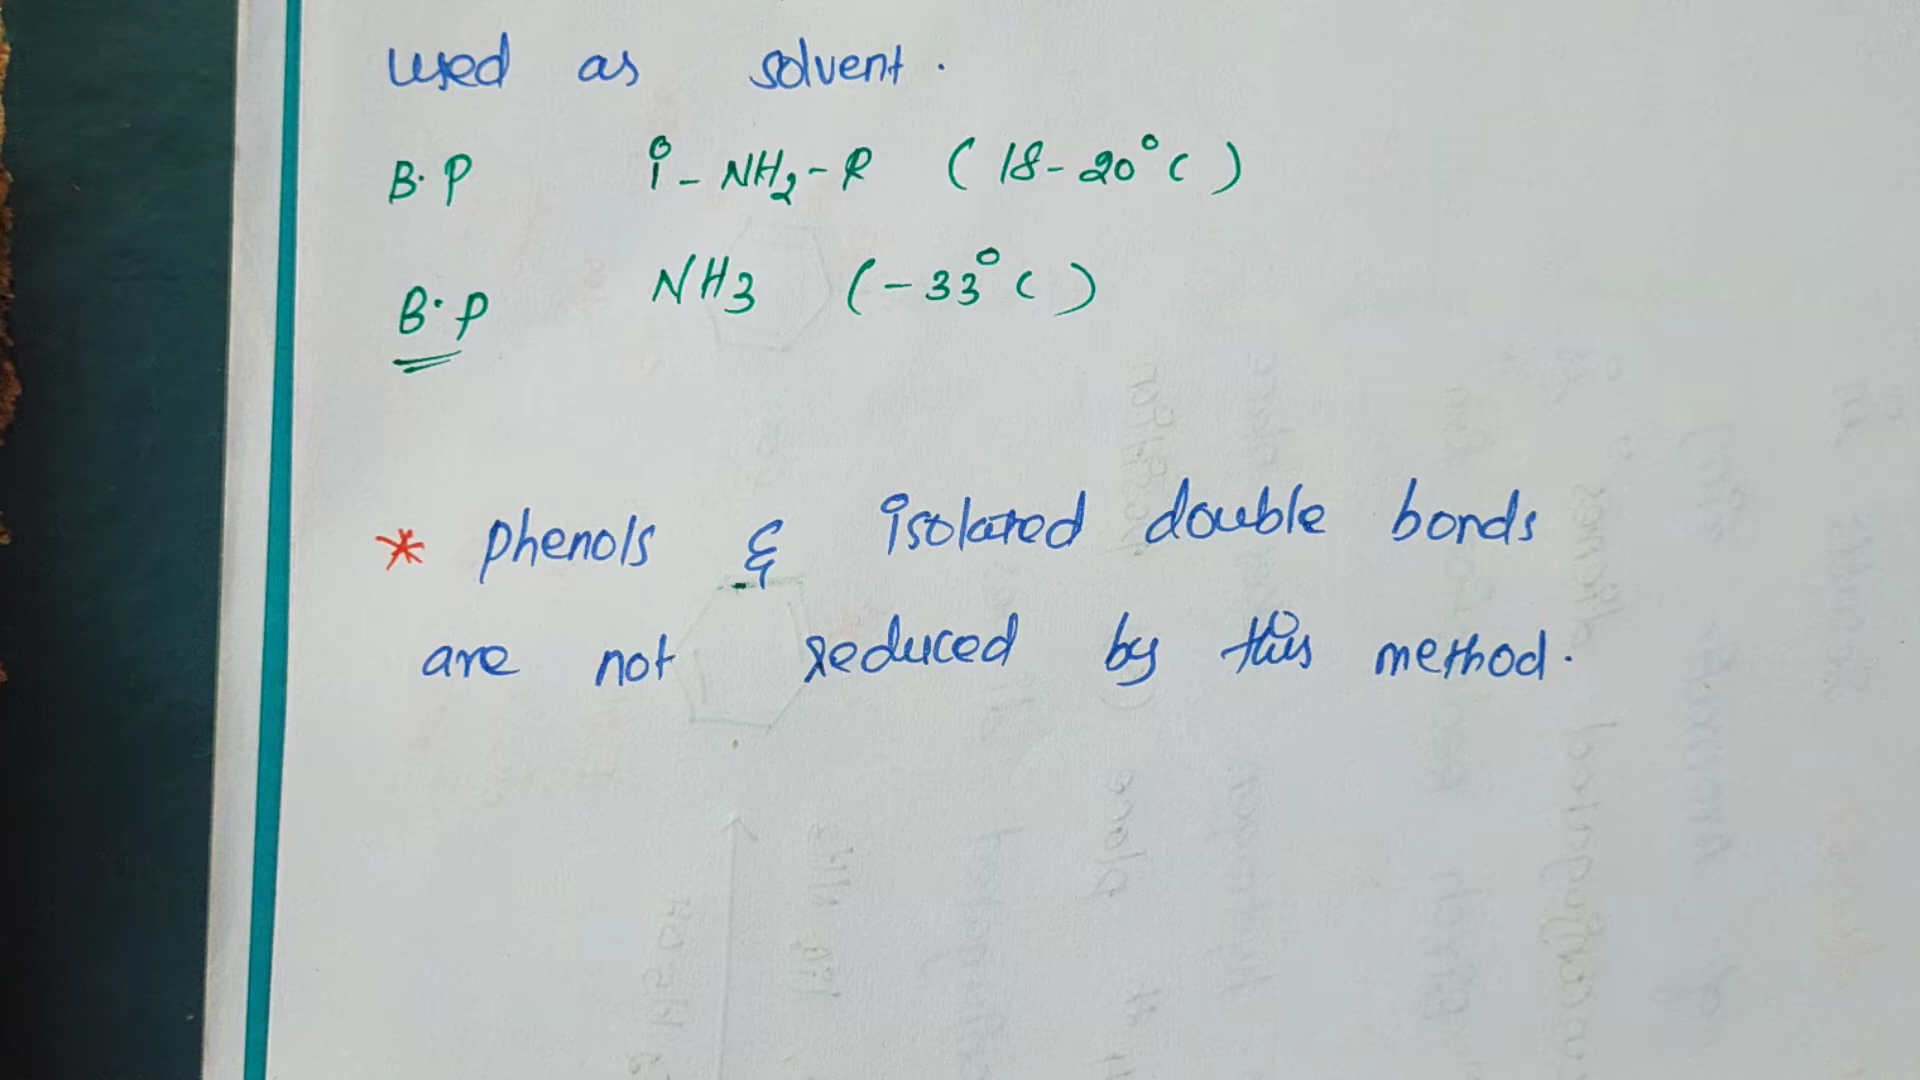 used as solvent.
B.P i-NH2-R (18-20°C)
B.P NH3 (-33°C)
* phenols & isolated double bonds
are not reduced by this method.